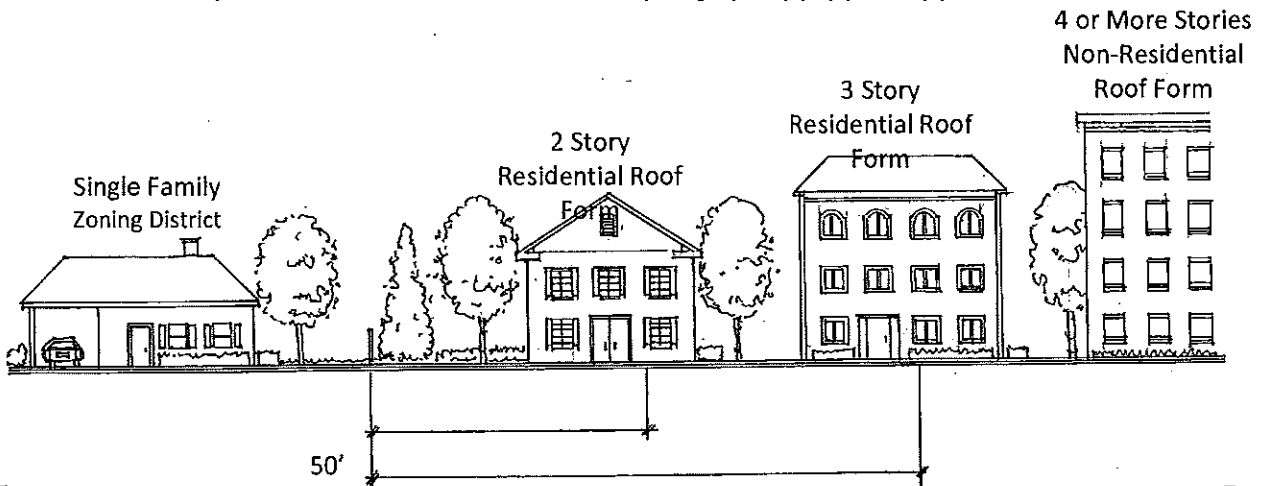 Single Family
Zoning District
2 Story
Residential Roof
Form
3 Story
Residential Roof
Form
4 or More Stories
Non-Residential
Roof Form
50'